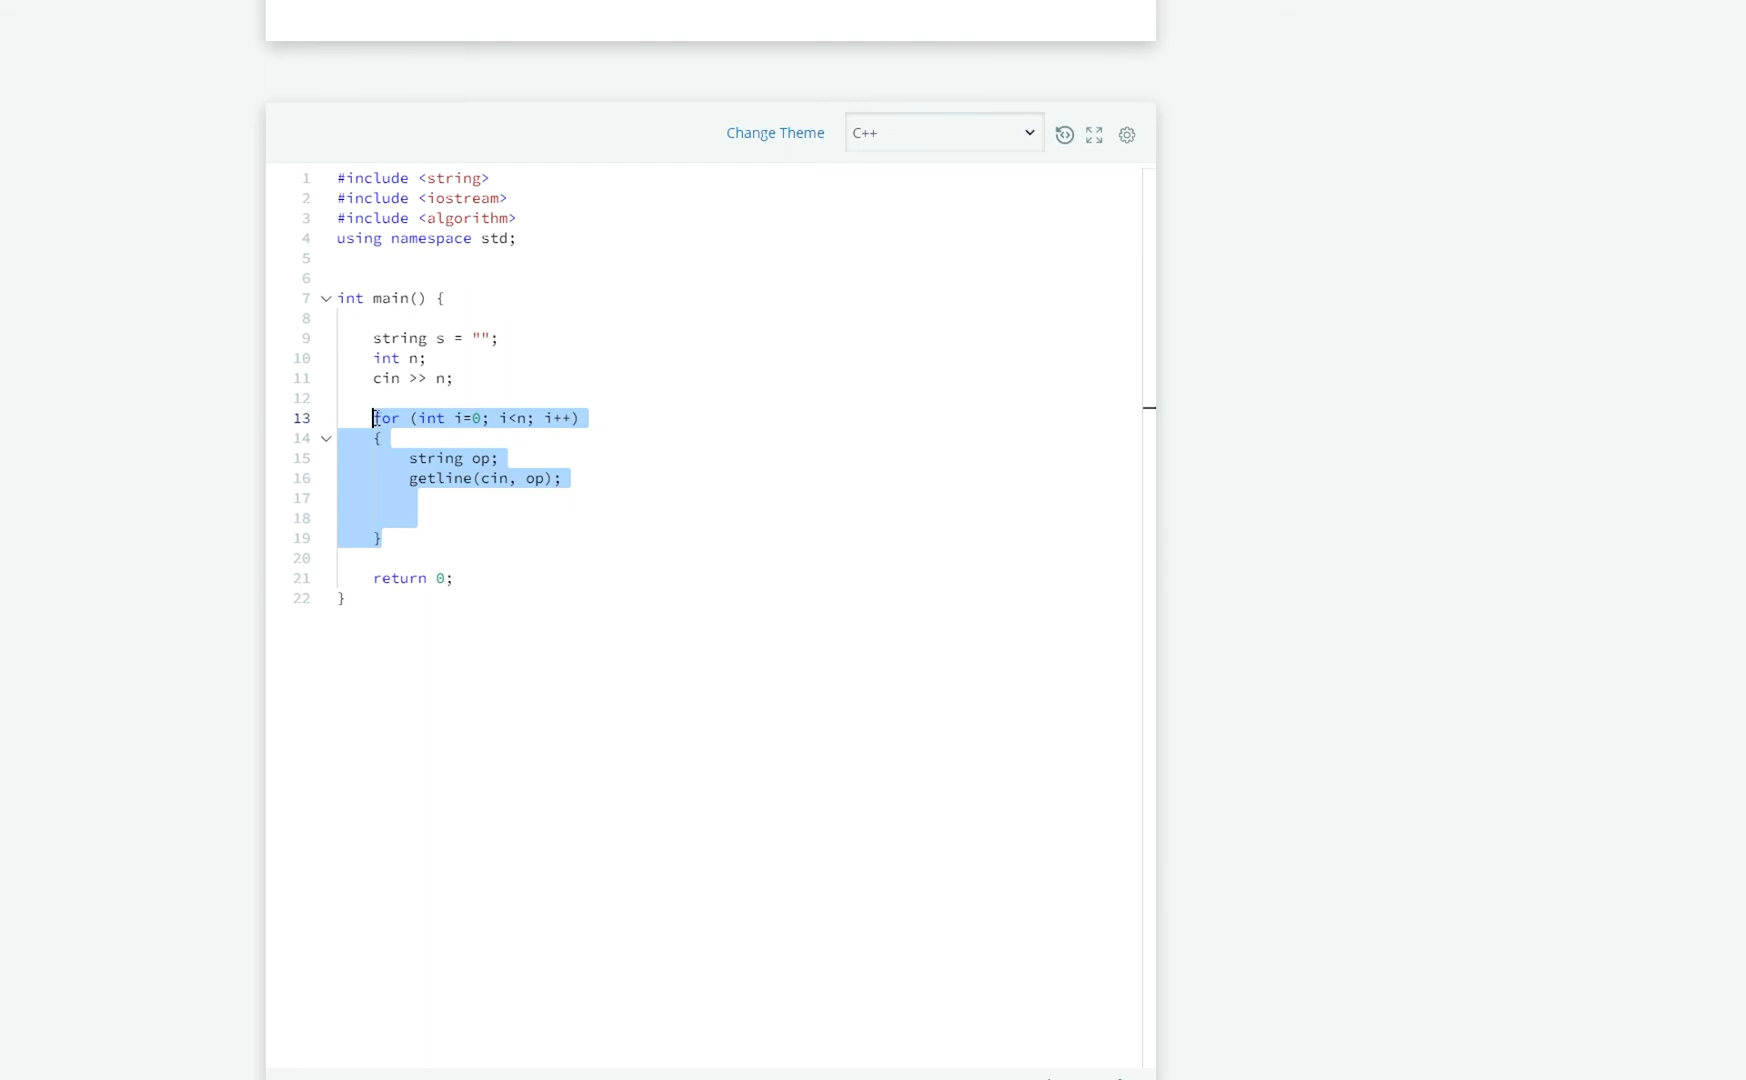 Change Theme C++
1 #include <string>
2 #include <iostream>
3 #include <algorithm>
4 using namespace std;
5
6
7 int main() {
8
9 string s = "";
10 int n;
11 cin >> n;
12
13 for (int i=0; i<n; i++)
14 {
15 string op;
16 getline(cin, op);
17
18
19 }
20
21 return 0;
22 }